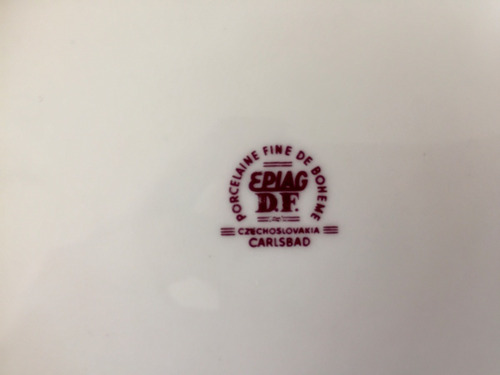 PORCELAINE FINE DE BOHEME
EPIAG
D.F.
CZECHOSLOVAKIA
CARLSBAD